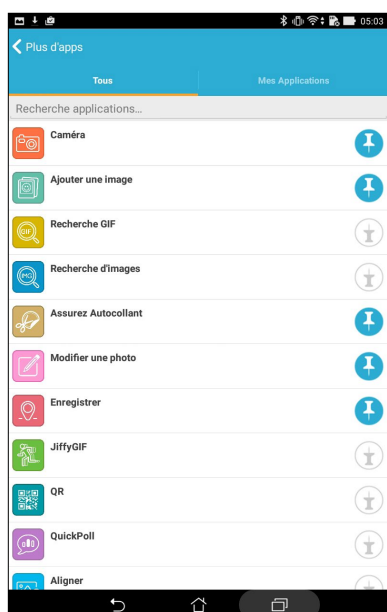 05:03
Plus d'apps
Tous
Mes Applications
Recherche applications...
Caméra
Ajouter une image
GIF
Recherche GIF
IMG
Recherche d'images
Assurez Autocollant
Modifier une photo
Enregistrer
JiffyGIF
QR
QuickPoll
Aligner